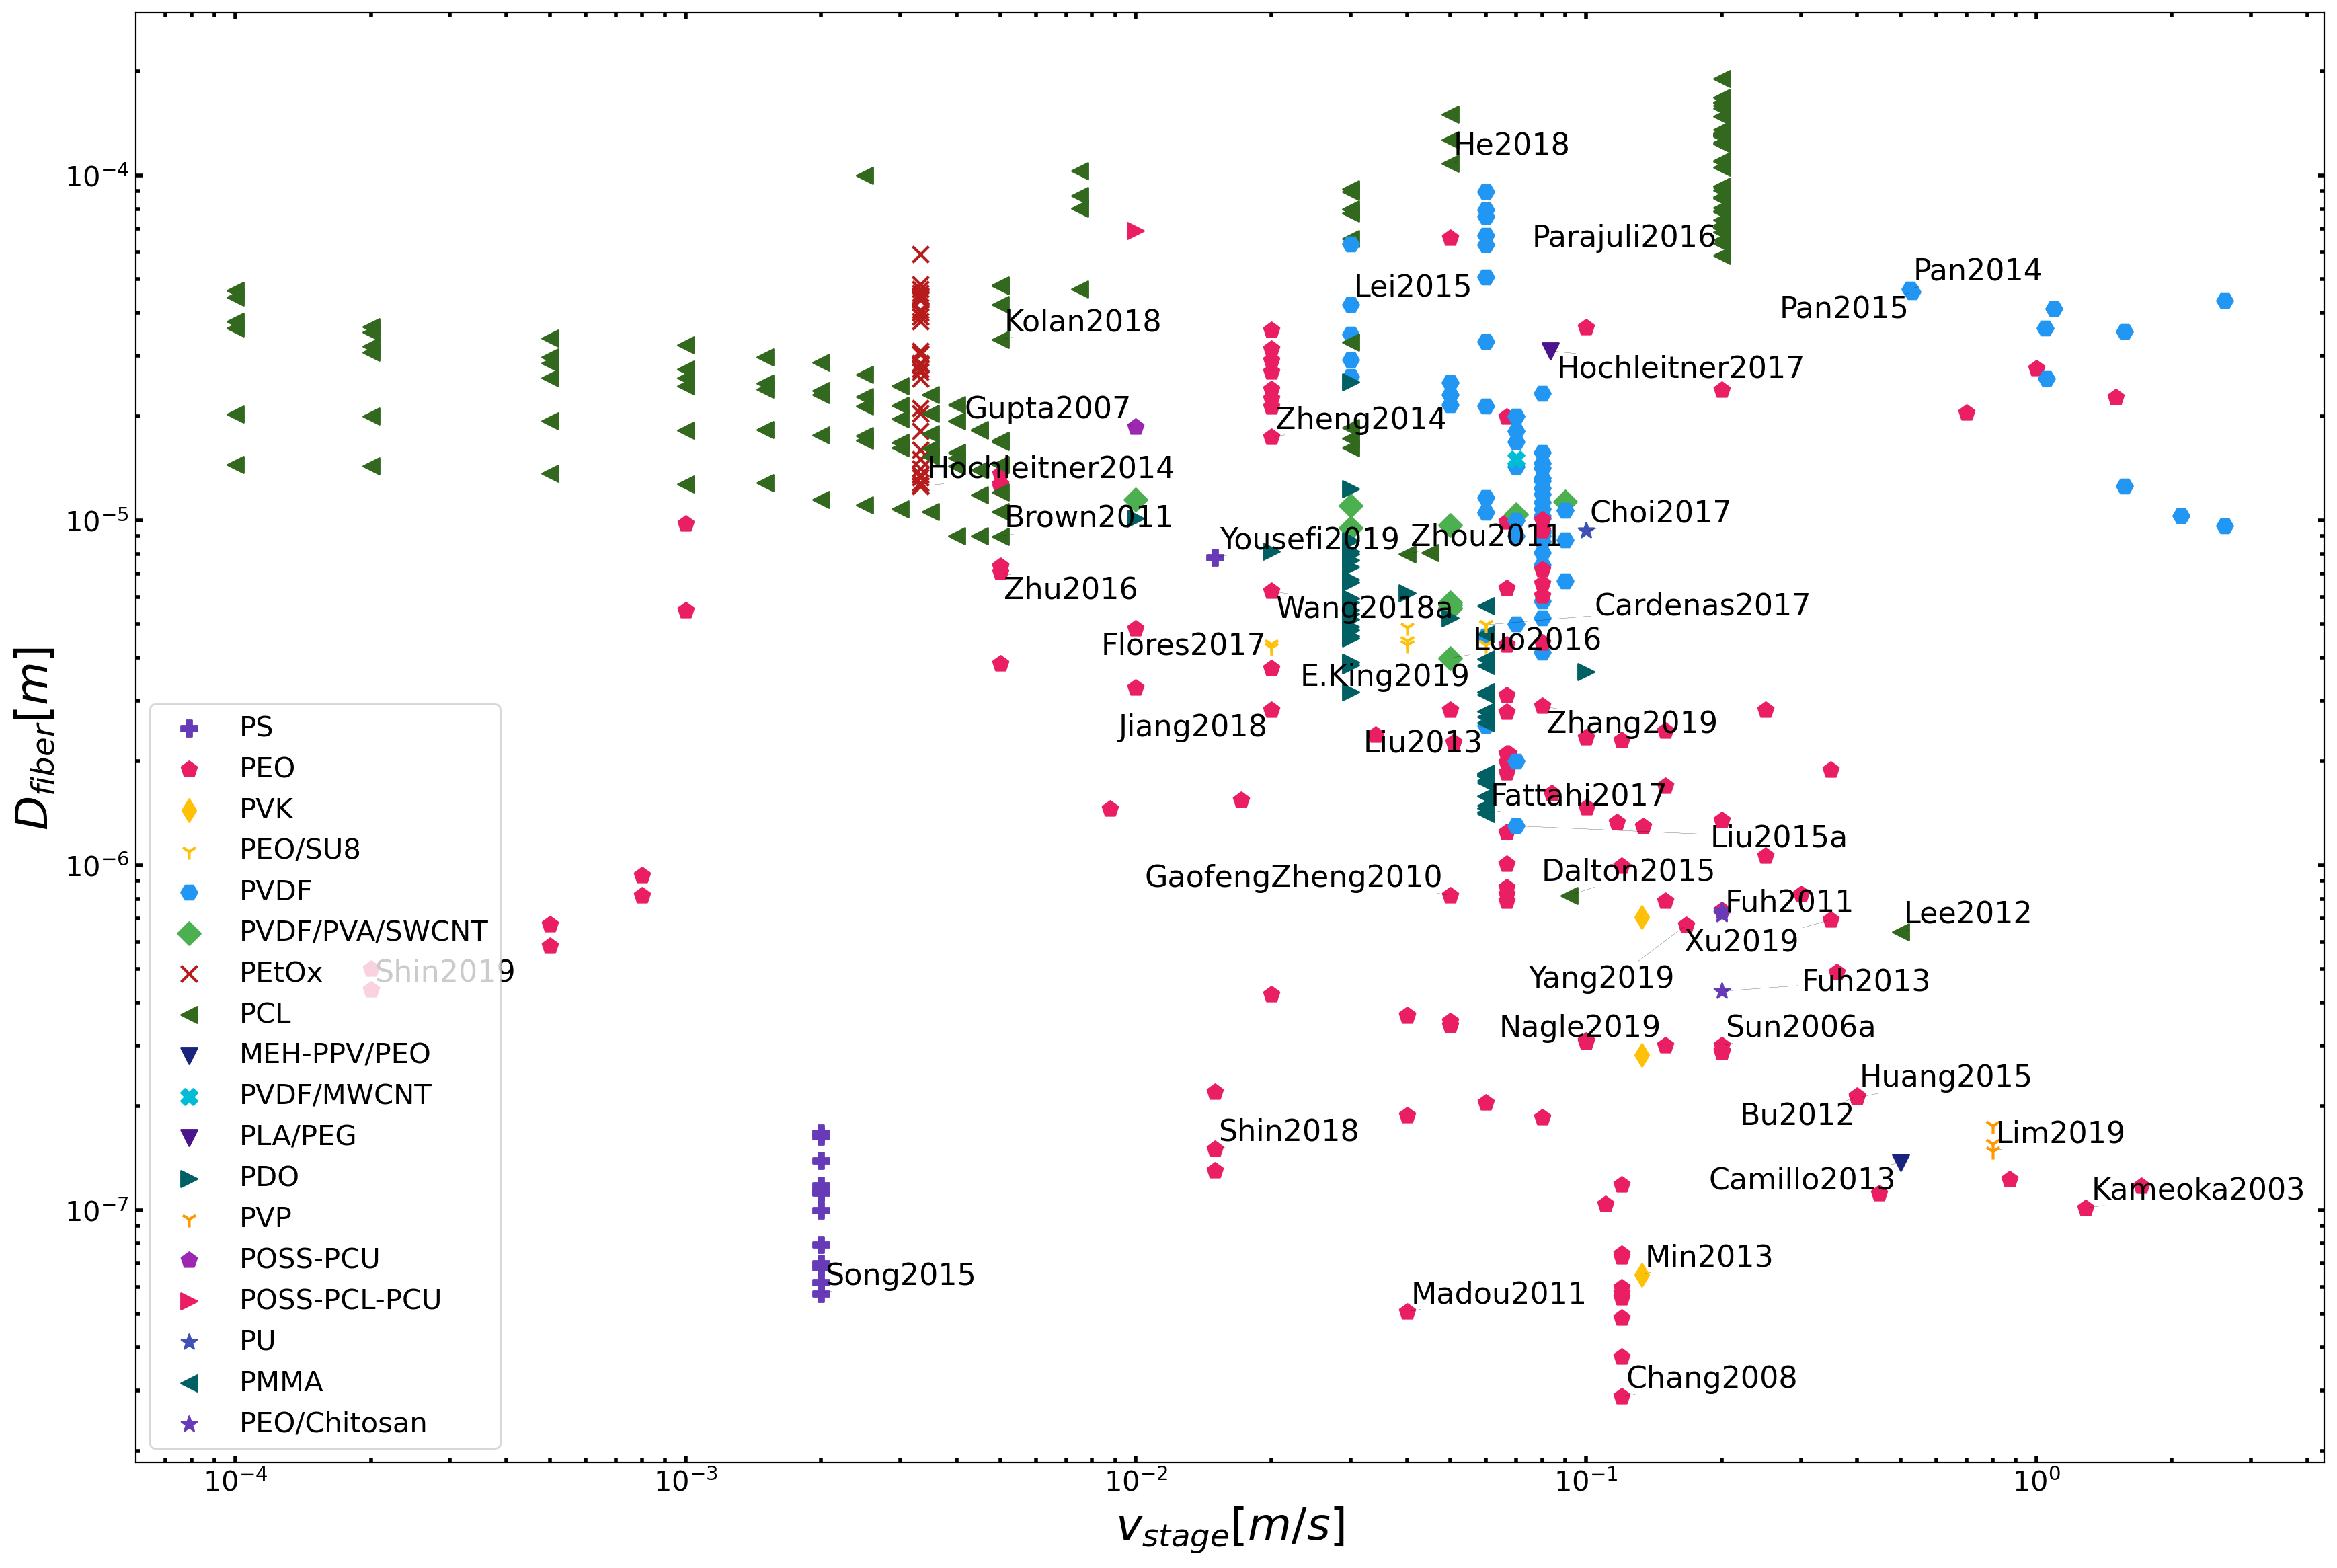 He2018
10⁻⁴
Parajuli2016
Pan2014
Lei2015
Pan2015
Kolan2018
Hochleitner2017
Gupta2007
Zheng2014
Hochleitner2014
10⁻⁵
Brown2011
Choi2017
Yousefi2019
Zhou2011
Zhu2016
Wang2018a
Cardenas2017
Flores2017
Luo2016
E.King2019
Jiang2018
Liu2013
Zhang2019
Fattahi2017
Liu2015a
10⁻⁶
GaofengZheng2010
Dalton2015
Fuh2011
Lee2012
Xu2019
Shin2019
Yang2019
Fuh2013
Nagle2019
Sun2006a
Huang2015
Bu2012
Shin2018
Lim2019
Camillo2013
10⁻⁷
Kameoka2003
Song2015
Min2013
Madou2011
Chang2008
D_fiber[m]
PS
PEO
PVK
PEO/SU8
PVDF
PVDF/PVA/SWCNT
PEtOx
PCL
MEH-PPV/PEO
PVDF/MWCNT
PLA/PEG
PDO
PVP
POSS-PCU
POSS-PCL-PCU
PU
PMMA
PEO/Chitosan
10⁻⁴ 10⁻³ 10⁻² 10⁻¹ 10⁰
v_stage[m/s]